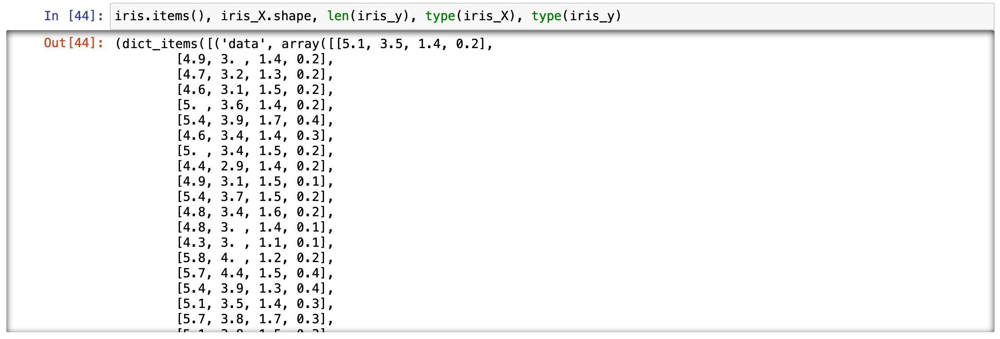 In [44]: iris.items(), iris_X.shape, len(iris_y), type(iris_X), type(iris_y)
Out[44]: (dict_items([('data', array([[5.1, 3.5, 1.4, 0.2],
[4.9, 3. , 1.4, 0.2],
[4.7, 3.2, 1.3, 0.2],
[4.6, 3.1, 1.5, 0.2],
[5. , 3.6, 1.4, 0.2],
[5.4, 3.9, 1.7, 0.4],
[4.6, 3.4, 1.4, 0.3],
[5. , 3.4, 1.5, 0.2],
[4.4, 2.9, 1.4, 0.2],
[4.9, 3.1, 1.5, 0.1],
[5.4, 3.7, 1.5, 0.2],
[4.8, 3.4, 1.6, 0.2],
[4.8, 3. , 1.4, 0.1],
[4.3, 3. , 1.1, 0.1],
[5.8, 4. , 1.2, 0.2],
[5.7, 4.4, 1.5, 0.4],
[5.4, 3.9, 1.3, 0.4],
[5.1, 3.5, 1.4, 0.3],
[5.7, 3.8, 1.7, 0.3],